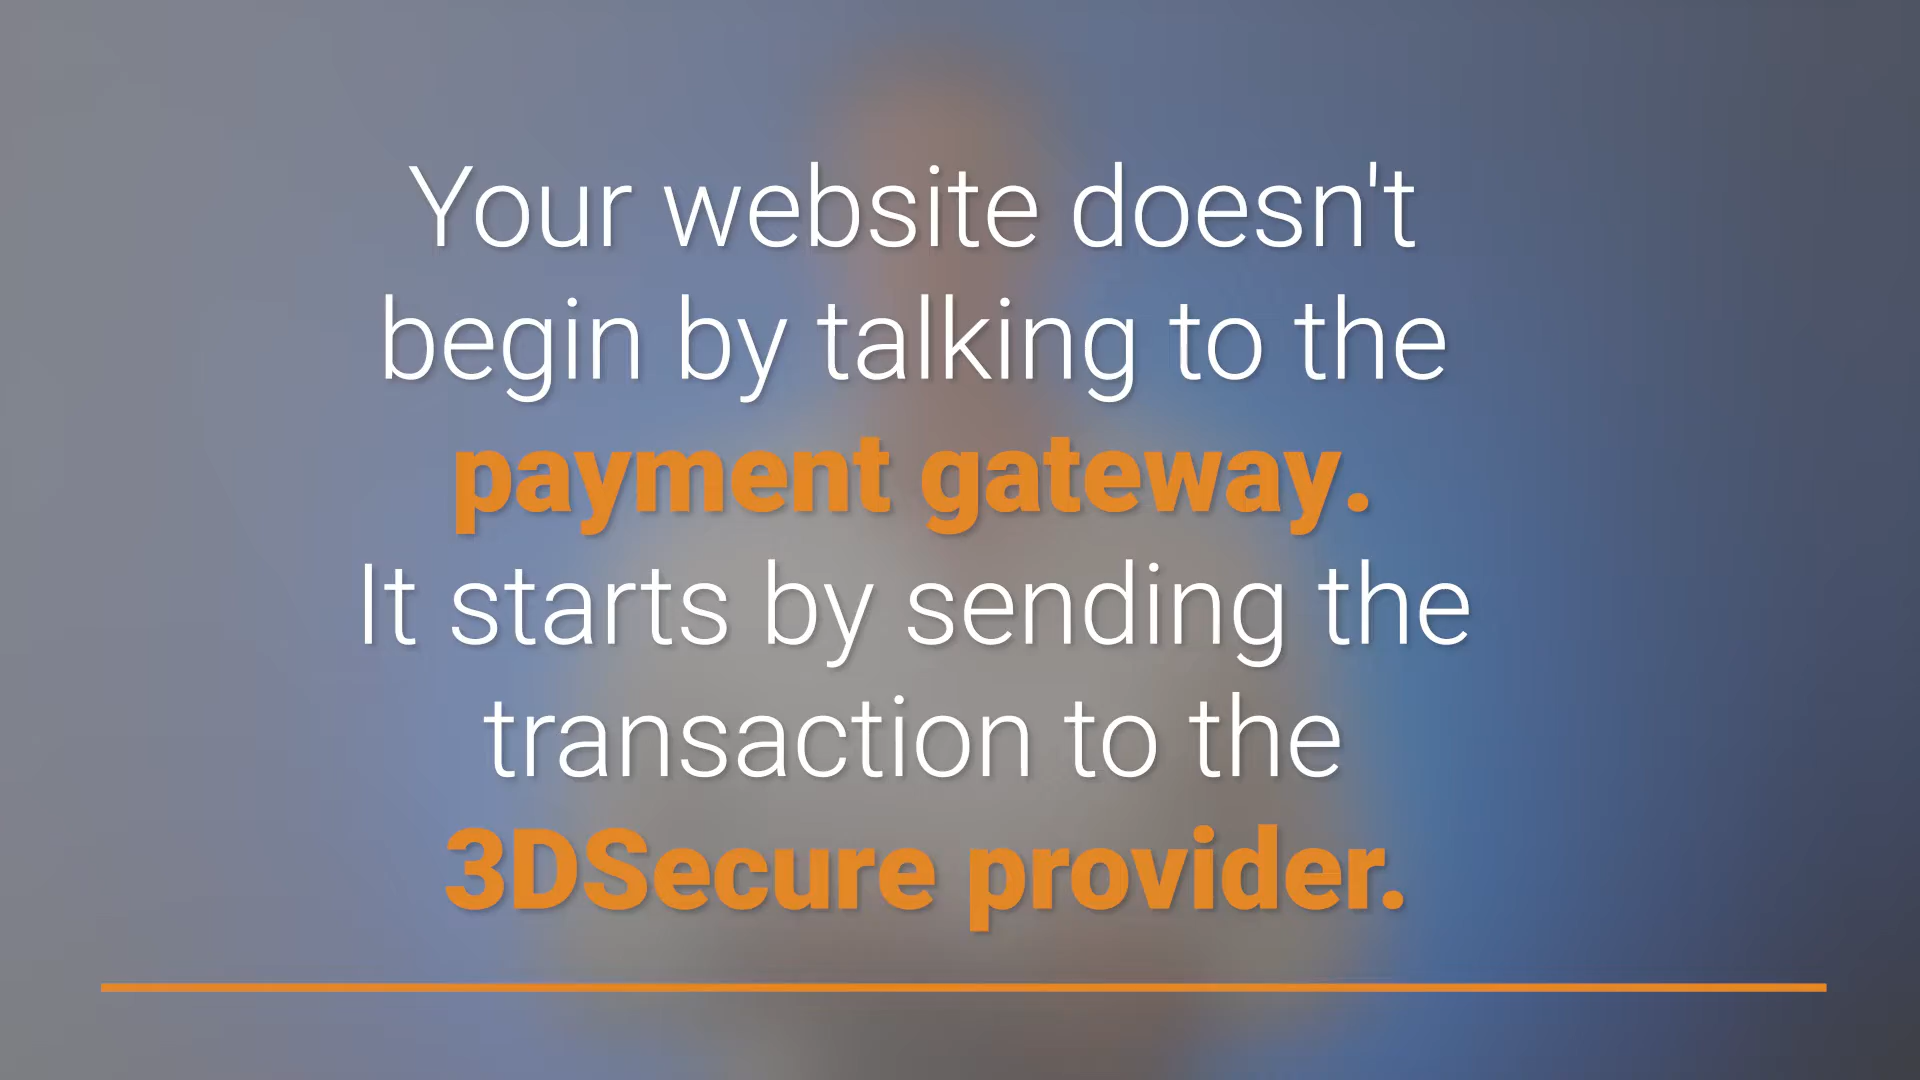 Your website doesn't
begin by talking to the
payment gateway.
It starts by sending the
transaction to the
3DSecure provider.